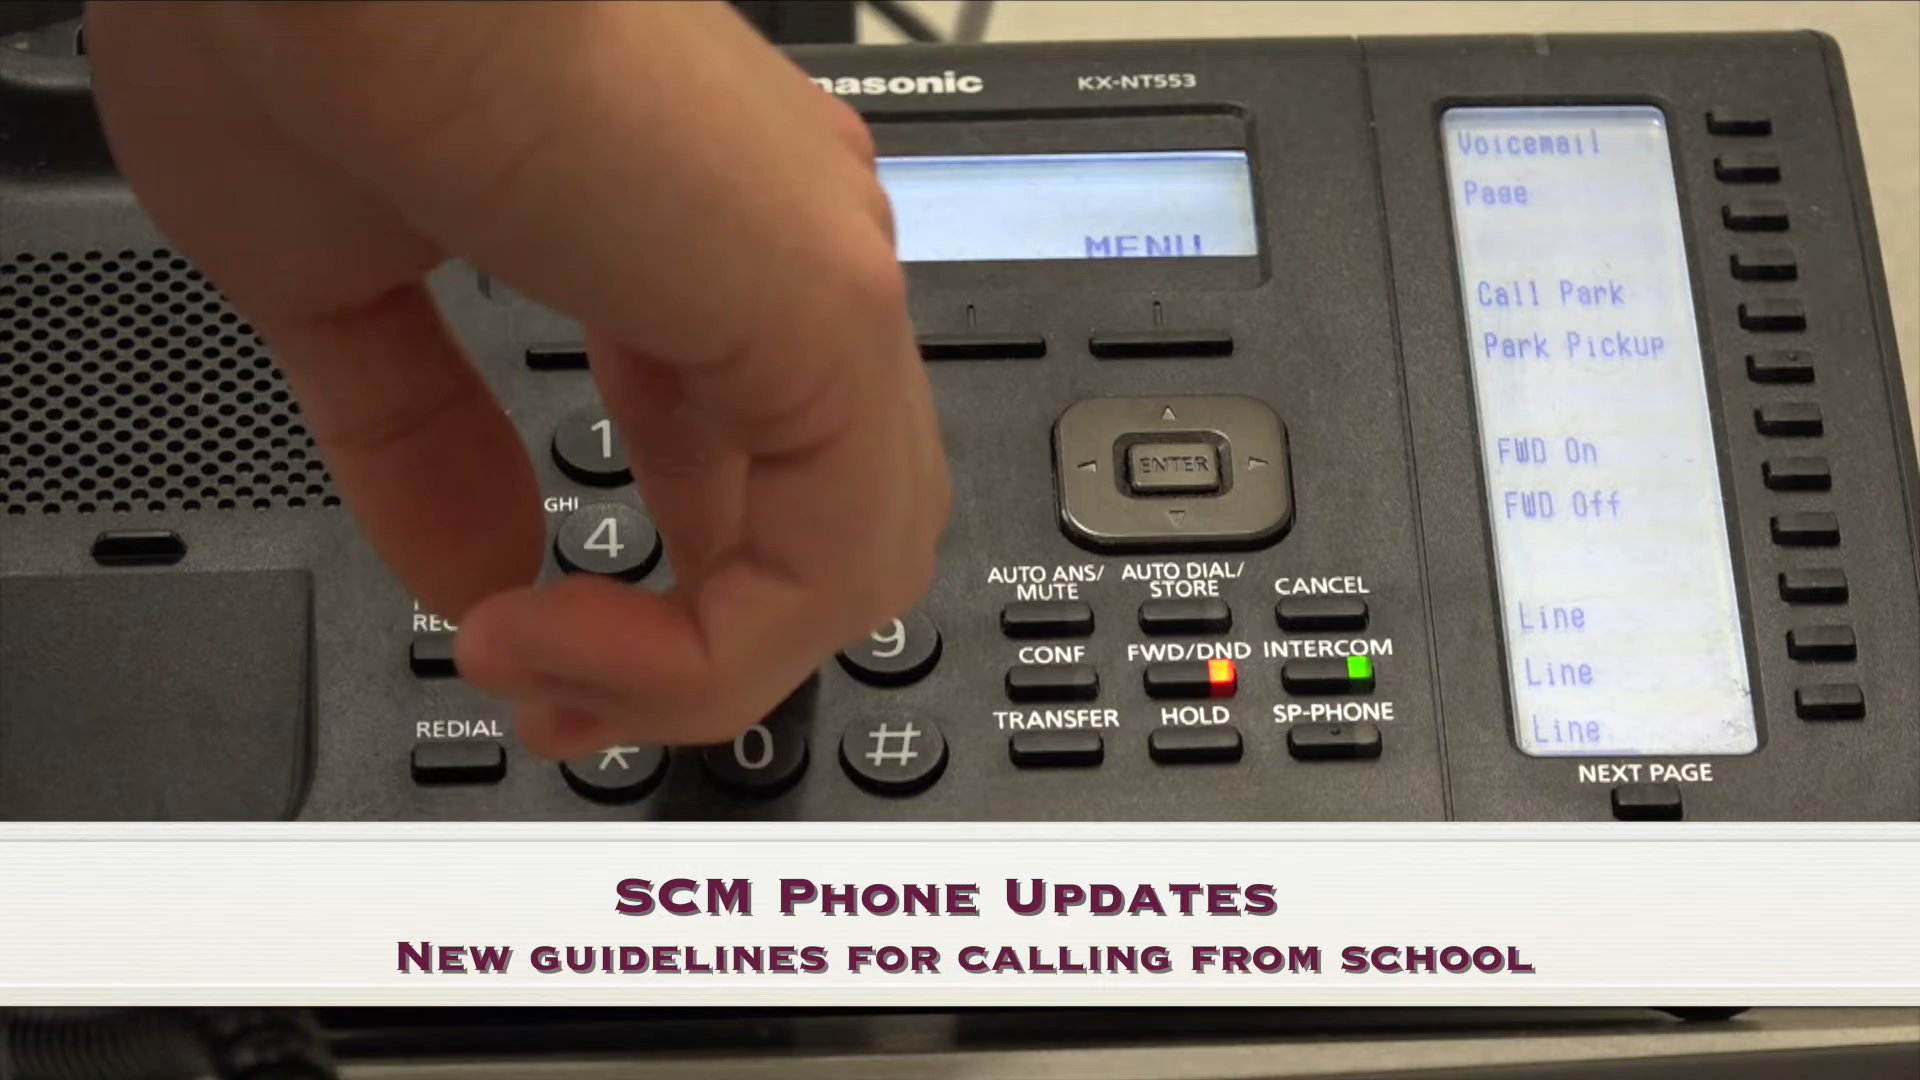 nasonic
KX-NT553
MENU
Voicemail
Page
Call Park
Park Pickup
FWD On
FWD Off
Line
Line
Line
NEXT PAGE
1
GHI
4
9
*
0
#
REDIAL
ENTER
AUTO ANS/
MUTE
AUTO DIAL/
STORE
CANCEL
CONF
FWD/DND
INTERCOM
TRANSFER
HOLD
SP-PHONE
SCM Phone Updates
New guidelines for calling from school